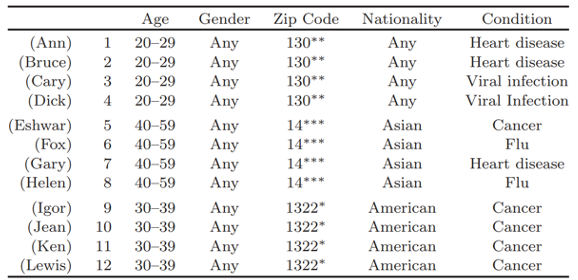 Age Gender Zip Code Nationality Condition
(Ann) 1 20–29 Any 130** Any Heart disease
(Bruce) 2 20–29 Any 130** Any Heart disease
(Cary) 3 20–29 Any 130** Any Viral infection
(Dick) 4 20–29 Any 130** Any Viral Infection
(Eshwar) 5 40–59 Any 14*** Asian Cancer
(Fox) 6 40–59 Any 14*** Asian Flu
(Gary) 7 40–59 Any 14*** Asian Heart disease
(Helen) 8 40–59 Any 14*** Asian Flu
(Igor) 9 30–39 Any 1322* American Cancer
(Jean) 10 30–39 Any 1322* American Cancer
(Ken) 11 30–39 Any 1322* American Cancer
(Lewis) 12 30–39 Any 1322* American Cancer